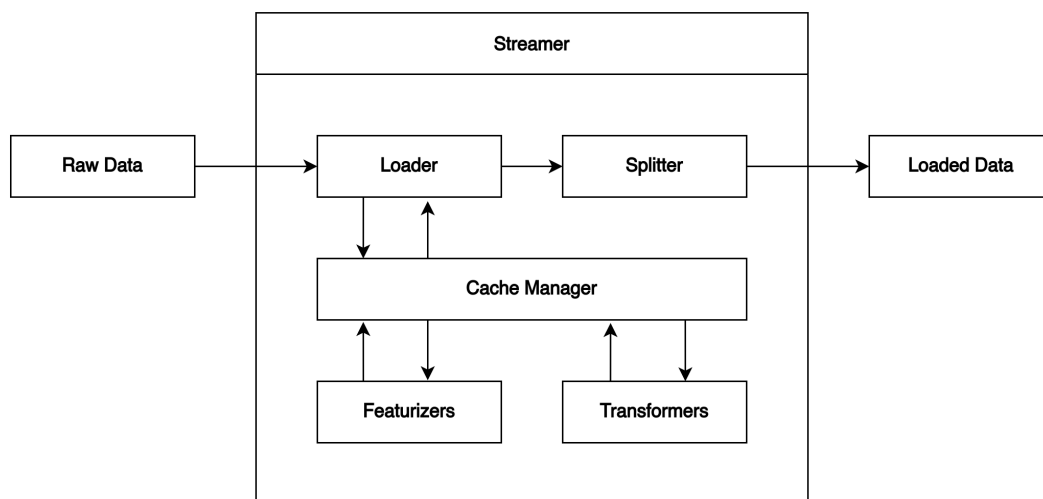 Streamer
Raw Data
Loader
Splitter
Loaded Data
Cache Manager
Featurizers
Transformers